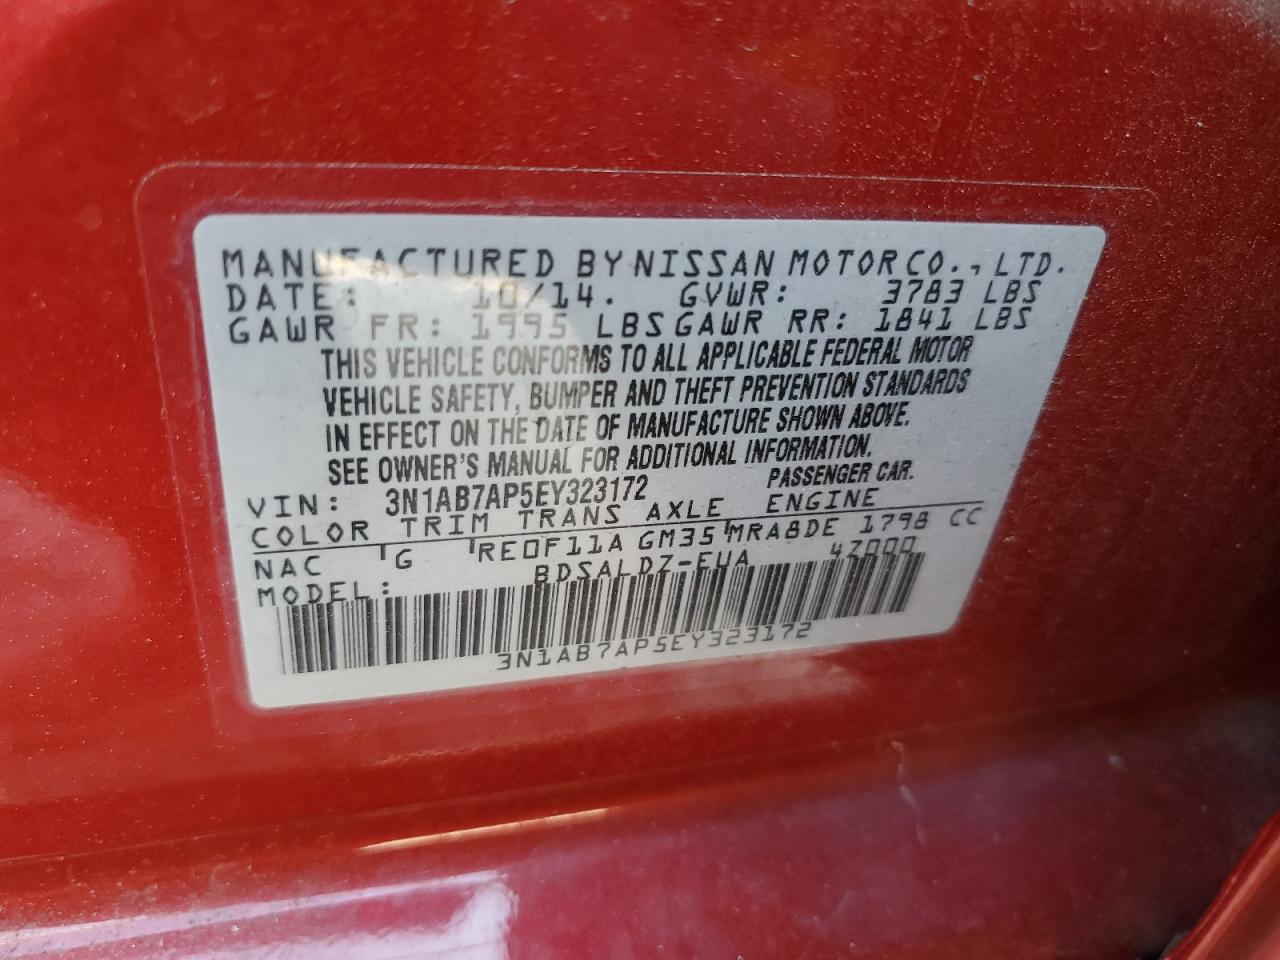 MANUFACTURED BY NISSAN MOTOR CO., LTD.
DATE: 10/14. GVWR: 3783 LBS
GAWR FR: 1995 LBS GAWR RR: 1841 LBS
THIS VEHICLE CONFORMS TO ALL APPLICABLE FEDERAL MOTOR
VEHICLE SAFETY, BUMPER AND THEFT PREVENTION STANDARDS
IN EFFECT ON THE DATE OF MANUFACTURE SHOWN ABOVE.
SEE OWNER'S MANUAL FOR ADDITIONAL INFORMATION.
VIN: 3N1AB7AP5EY323172 PASSENGER CAR.
COLOR TRIM TRANS AXLE ENGINE
NAC G RE0F11A GM35 MRA8DE 1798 CC
MODEL: BDSALDZ-EUA 47000
3N1AB7AP5EY323172